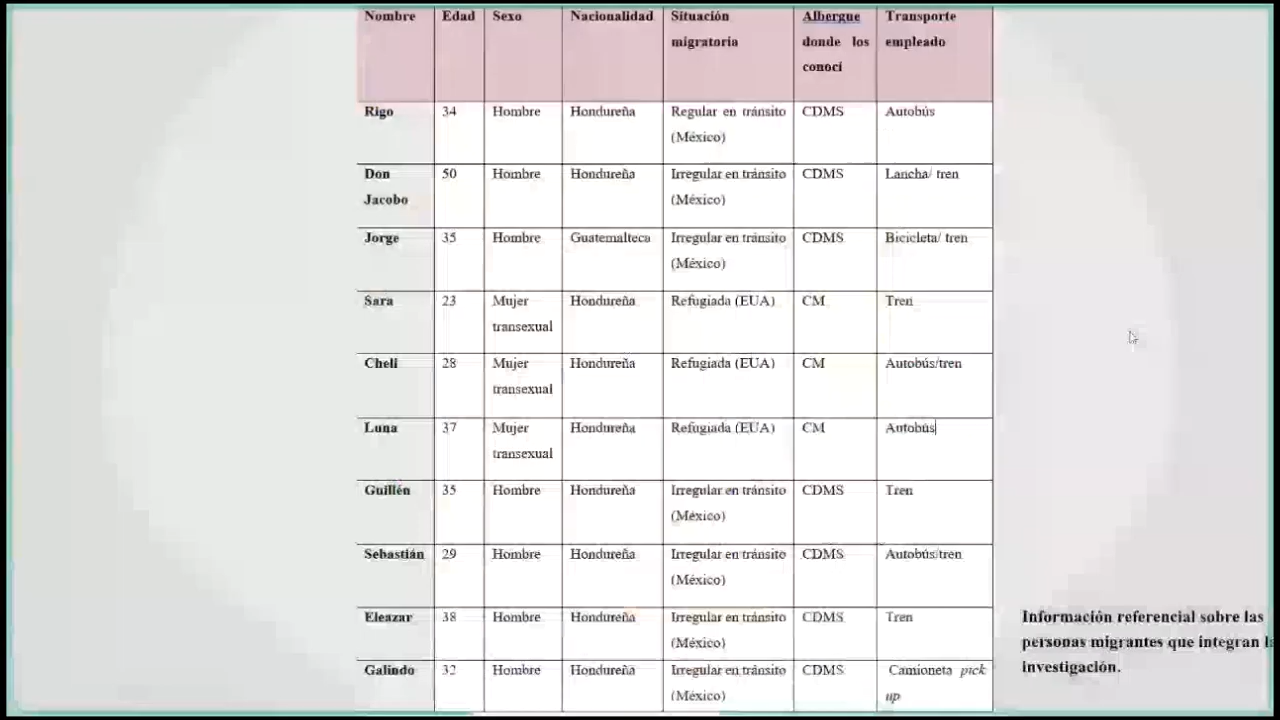 Nombre Edad Sexo Nacionalidad Situación Albergue Transporte
migratoria donde los empleado
conocí
Rigo 34 Hombre Hondureña Regular en tránsito CDMS Autobús
(México)
Don 50 Hombre Hondureña Irregular en tránsito CDMS Lancha/ tren
Jacobo (México)
Jorge 35 Hombre Guatemalteca Irregular en tránsito CDMS Bicicleta/ tren
(México)
Sara 23 Mujer Hondureña Refugiada (EUA) CM Tren
transexual
Cheli 28 Mujer Hondureña Refugiada (EUA) CM Autobús/tren
transexual
Luna 37 Mujer Hondureña Refugiada (EUA) CM Autobús
transexual
Guillén 35 Hombre Hondureña Irregular en tránsito CDMS Tren
(México)
Sebastián 29 Hombre Hondureña Irregular en tránsito CDMS Autobús/tren
(México)
Eleazar 38 Hombre Hondureña Irregular en tránsito CDMS Tren
(México)
Galindo 32 Hombre Hondureña Irregular en tránsito CDMS Camioneta pick
(México) up
Información referencial sobre las
personas migrantes que integran
investigación.